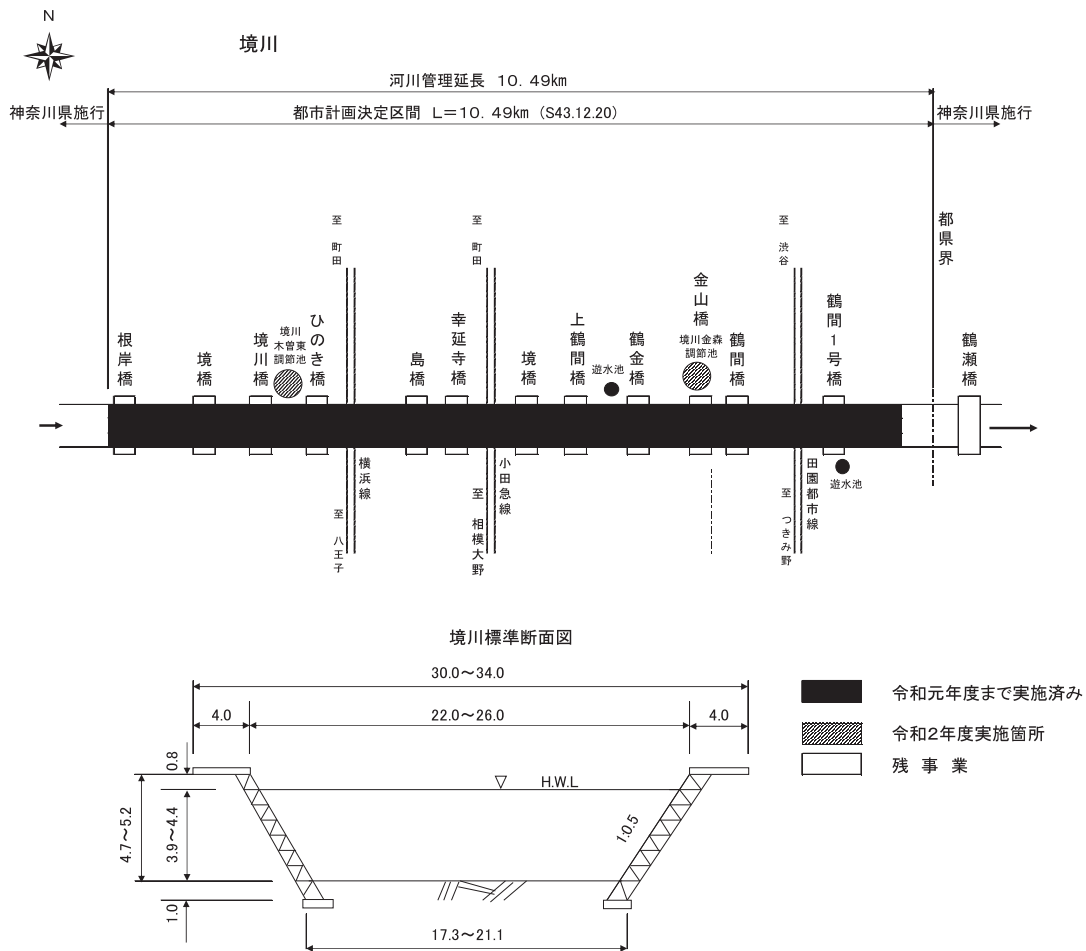 N
境川
河川管理延長 10．49km
神奈川県施行
都市計画決定区間 L＝10．49km (S43.12.20)
神奈川県施行
至 町田
至 町田
至 渋谷
都県界
根岸橋
境橋
境川橋
境川
木曽東
調節池
ひのき橋
島橋
幸延寺橋
境橋
上鶴間橋
遊水池
鶴金橋
金山橋
境川金森
調節池
鶴間橋
鶴間1号橋
鶴瀬橋
横浜線
至 八王子
小田急線
至 相模大野
田園都市線
至 つきみ野
遊水池
境川標準断面図
30.0～34.0
4.0
22.0～26.0
4.0
0.8
H.W.L
4.7～5.2
3.9～4.4
1:0.5
1.0
17.3～21.1
令和元年度まで実施済み
令和2年度実施箇所
残 事 業